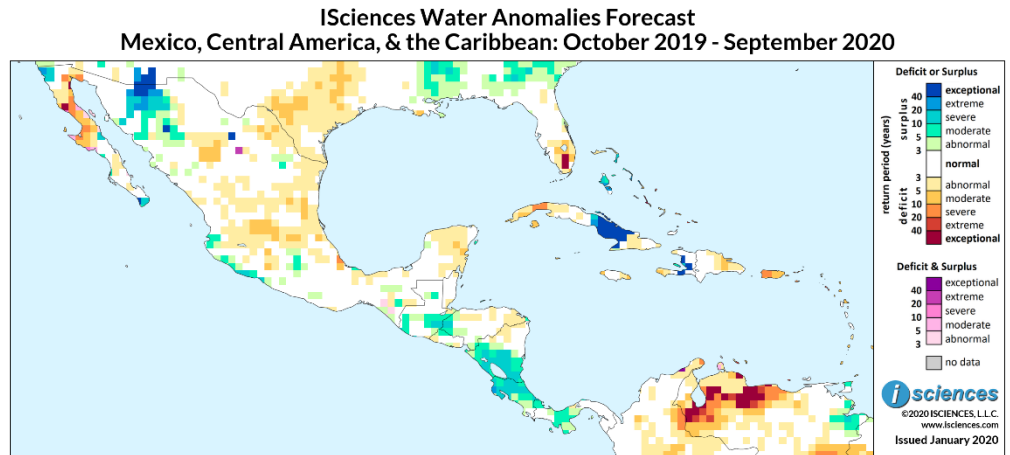 ISciences Water Anomalies Forecast
Mexico, Central America, & the Caribbean: October 2019 - September 2020
Deficit or Surplus
return period (years)
surplus
deficit
exceptional
40
extreme
20
severe
10
moderate
5
abnormal
3
normal
3
abnormal
5
moderate
10
severe
20
extreme
40
exceptional
Deficit & Surplus
exceptional
40
extreme
20
severe
10
moderate
5
abnormal
3
no data
i sciences
©2020 ISCIENCES, L.L.C.
www.isciences.com
Issued January 2020